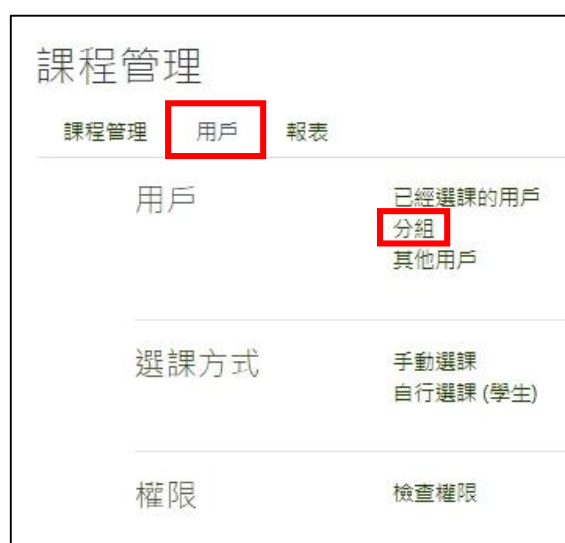 課程管理
課程管理 用戶 報表
用戶 已經選課的用戶
分組
其他用戶
選課方式 手動選課
自行選課 (學生)
權限 檢查權限